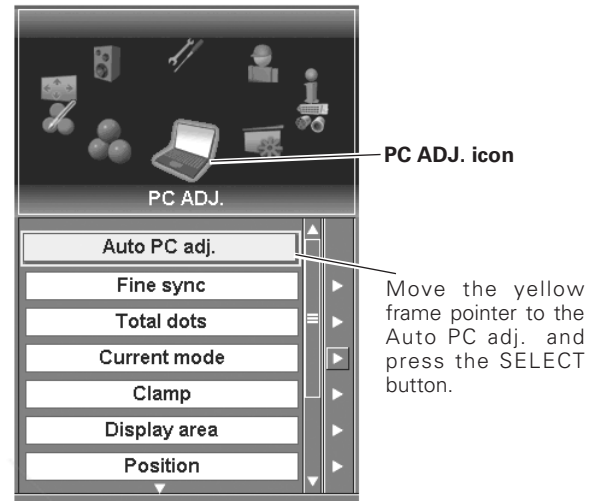 PC ADJ. icon
PC ADJ.
Auto PC adj.
Fine sync
Total dots
Current mode
Clamp
Display area
Position
Move the yellow
frame pointer to the
Auto PC adj. and
press the SELECT
button.